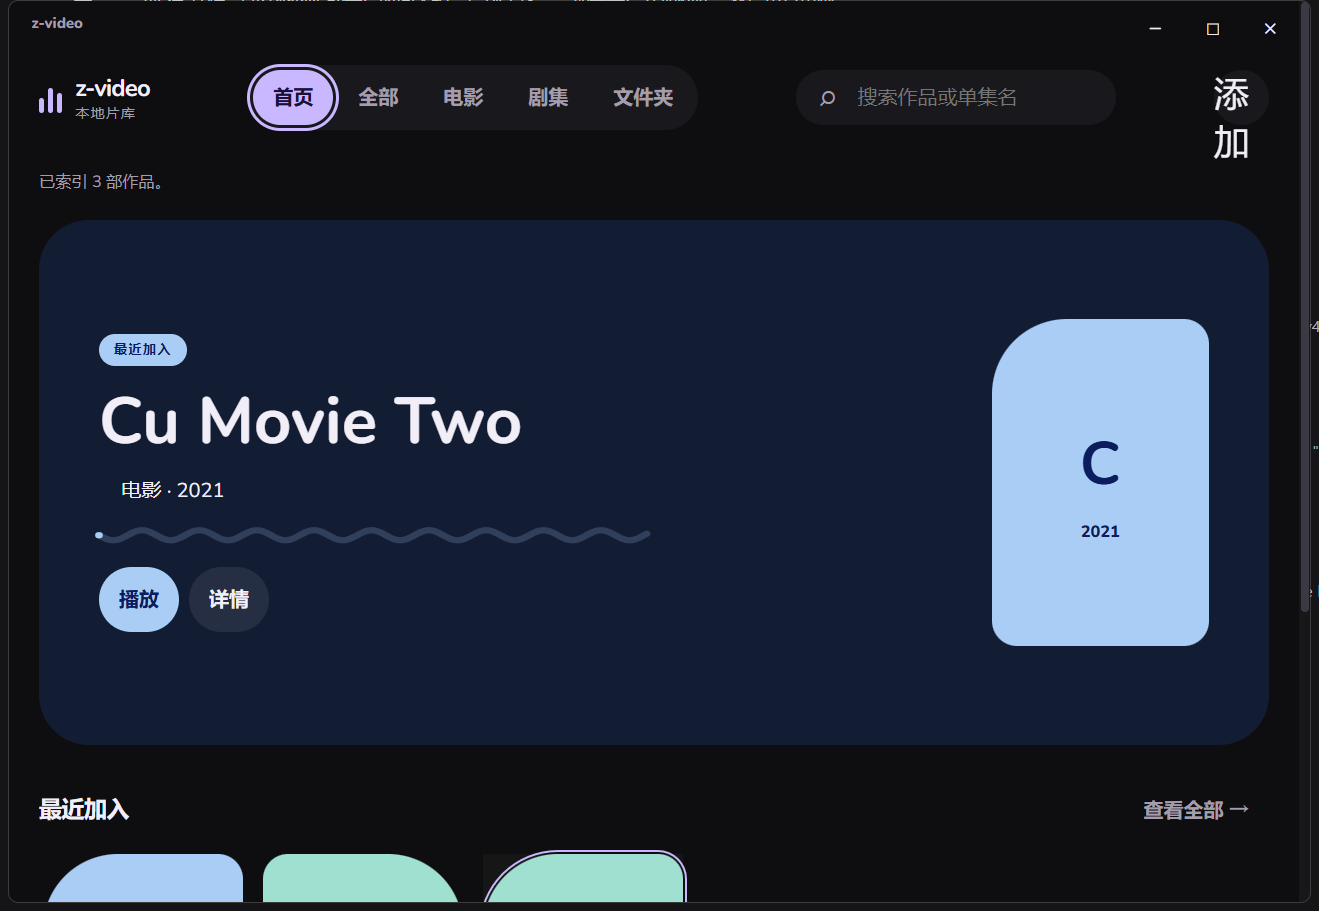 z-video
z-video
本地片库
首页 全部 电影 剧集 文件夹
搜索作品或单集名
添
加
已索引 3 部作品。
最近加入
Cu Movie Two
电影 · 2021
播放 详情
C
2021
最近加入
查看全部 →